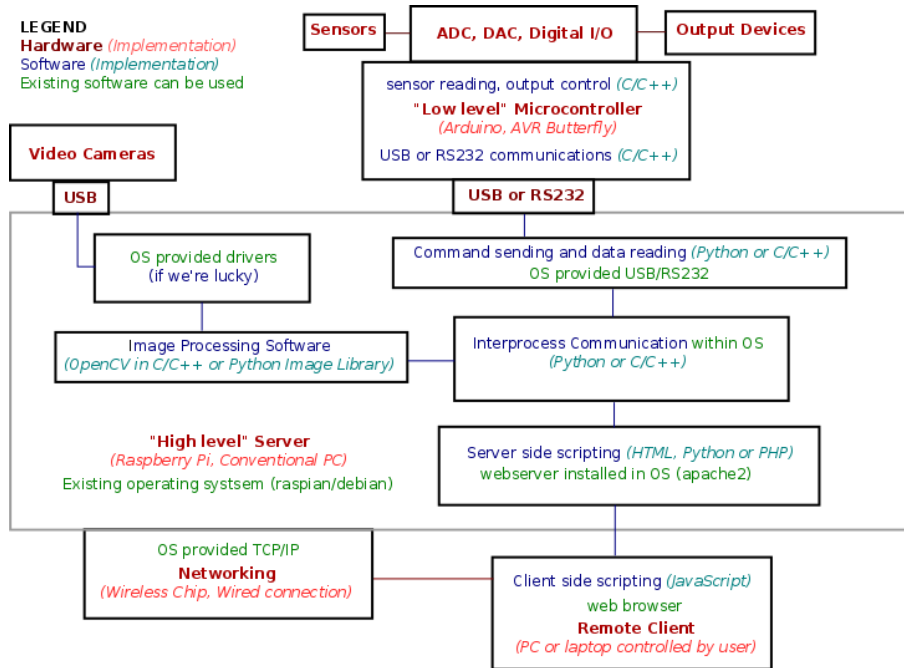 LEGEND
Hardware (Implementation)
Software (Implementation)
Existing software can be used
Sensors
ADC, DAC, Digital I/O
Output Devices
sensor reading, output control (C/C++)
"Low level" Microcontroller
(Arduino, AVR Butterfly)
USB or RS232 communications (C/C++)
Video Cameras
USB
USB or RS232
OS provided drivers
(if we're lucky)
Command sending and data reading (Python or C/C++)
OS provided USB/RS232
Image Processing Software
(OpenCV in C/C++ or Python Image Library)
Interprocess Communication within OS
(Python or C/C++)
"High level" Server
(Raspberry Pi, Conventional PC)
Existing operating systsem (raspian/debian)
Server side scripting (HTML, Python or PHP)
webserver installed in OS (apache2)
OS provided TCP/IP
Networking
(Wireless Chip, Wired connection)
Client side scripting (JavaScript)
web browser
Remote Client
(PC or laptop controlled by user)